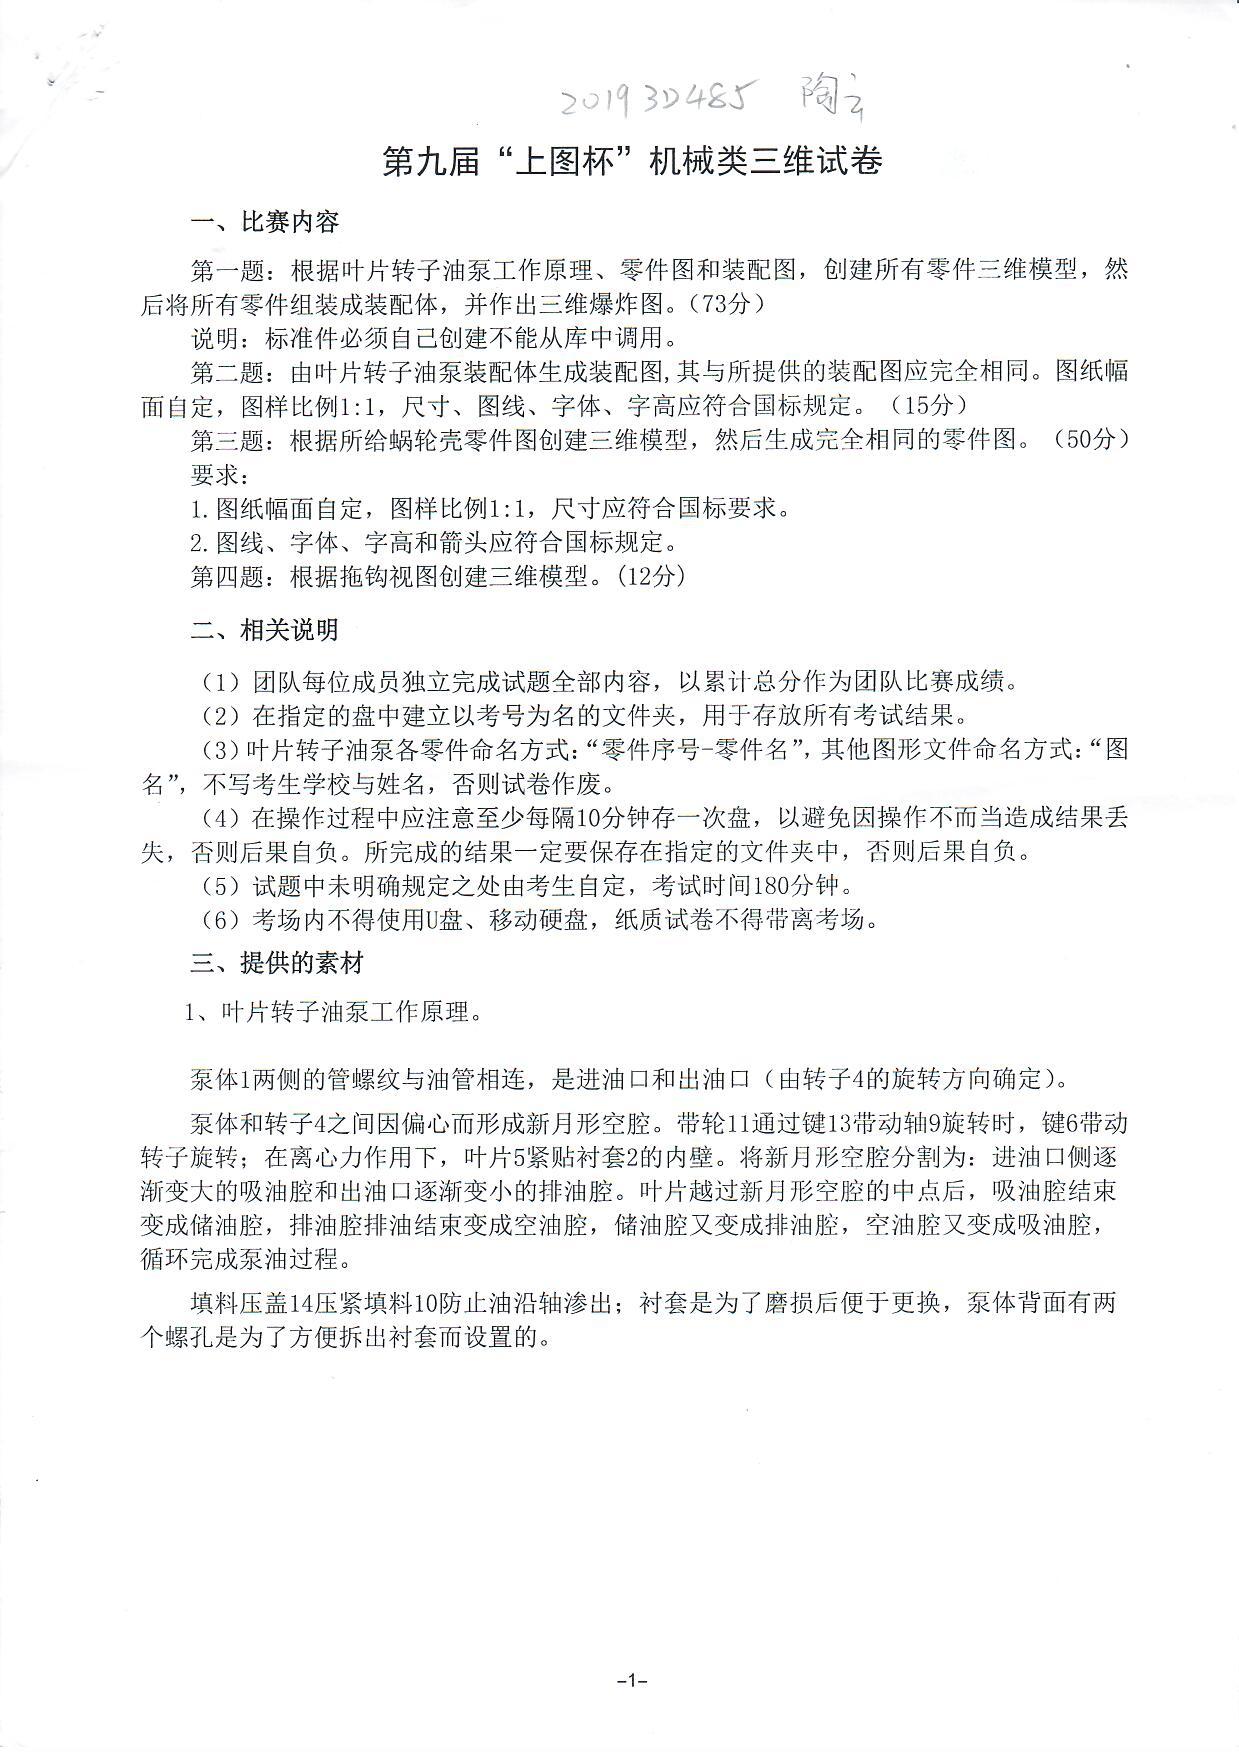 2019 3D485 陶云
第九届“上图杯”机械类三维试卷
一、比赛内容
第一题：根据叶片转子油泵工作原理、零件图和装配图，创建所有零件三维模型，然
后将所有零件组装成装配体，并作出三维爆炸图。（73分）
说明：标准件必须自己创建不能从库中调用。
第二题：由叶片转子油泵装配体生成装配图,其与所提供的装配图应完全相同。图纸幅
面自定，图样比例1:1，尺寸、图线、字体、字高应符合国标规定。（15分）
第三题：根据所给蜗轮壳零件图创建三维模型，然后生成完全相同的零件图。（50分）
要求：
1.图纸幅面自定，图样比例1:1，尺寸应符合国标要求。
2.图线、字体、字高和箭头应符合国标规定。
第四题：根据拖钩视图创建三维模型。(12分)
二、相关说明
（1）团队每位成员独立完成试题全部内容，以累计总分作为团队比赛成绩。
（2）在指定的盘中建立以考号为名的文件夹，用于存放所有考试结果。
（3）叶片转子油泵各零件命名方式：“零件序号-零件名”，其他图形文件命名方式：“图
名”，不写考生学校与姓名，否则试卷作废。
（4）在操作过程中应注意至少每隔10分钟存一次盘，以避免因操作不而当造成结果丢
失，否则后果自负。所完成的结果一定要保存在指定的文件夹中，否则后果自负。
（5）试题中未明确规定之处由考生自定，考试时间180分钟。
（6）考场内不得使用U盘、移动硬盘，纸质试卷不得带离考场。
三、提供的素材
1、叶片转子油泵工作原理。
泵体1两侧的管螺纹与油管相连，是进油口和出油口（由转子4的旋转方向确定）。
泵体和转子4之间因偏心而形成新月形空腔。带轮11通过键13带动轴9旋转时，键6带动
转子旋转；在离心力作用下，叶片5紧贴衬套2的内壁。将新月形空腔分割为：进油口侧逐
渐变大的吸油腔和出油口逐渐变小的排油腔。叶片越过新月形空腔的中点后，吸油腔结束
变成储油腔，排油腔排油结束变成空油腔，储油腔又变成排油腔，空油腔又变成吸油腔，
循环完成泵油过程。
填料压盖14压紧填料10防止油沿轴渗出；衬套是为了磨损后便于更换，泵体背面有两
个螺孔是为了方便拆出衬套而设置的。
-1-